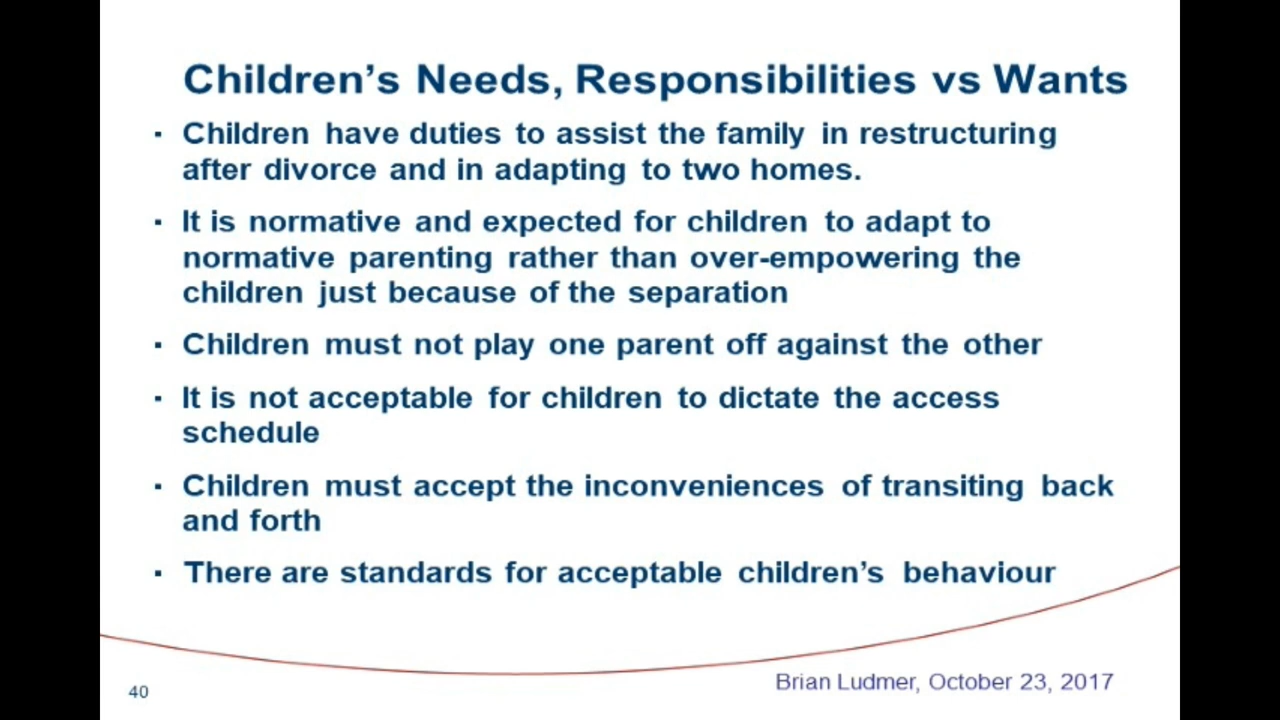 Children's Needs, Responsibilities vs Wants
▪ Children have duties to assist the family in restructuring
after divorce and in adapting to two homes.
▪ It is normative and expected for children to adapt to
normative parenting rather than over-empowering the
children just because of the separation
▪ Children must not play one parent off against the other
▪ It is not acceptable for children to dictate the access
schedule
▪ Children must accept the inconveniences of transiting back
and forth
▪ There are standards for acceptable children's behaviour
40
Brian Ludmer, October 23, 2017